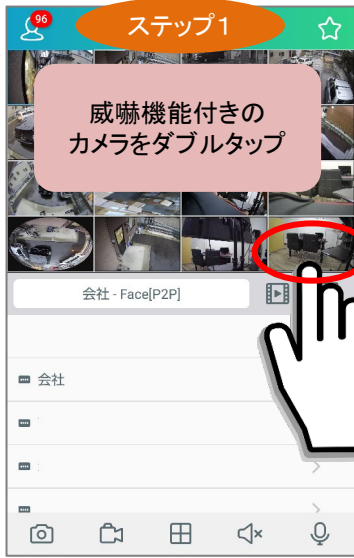 96
ステップ１
威嚇機能付きの
カメラをダブルタップ
会社 - Face[P2P]
会社